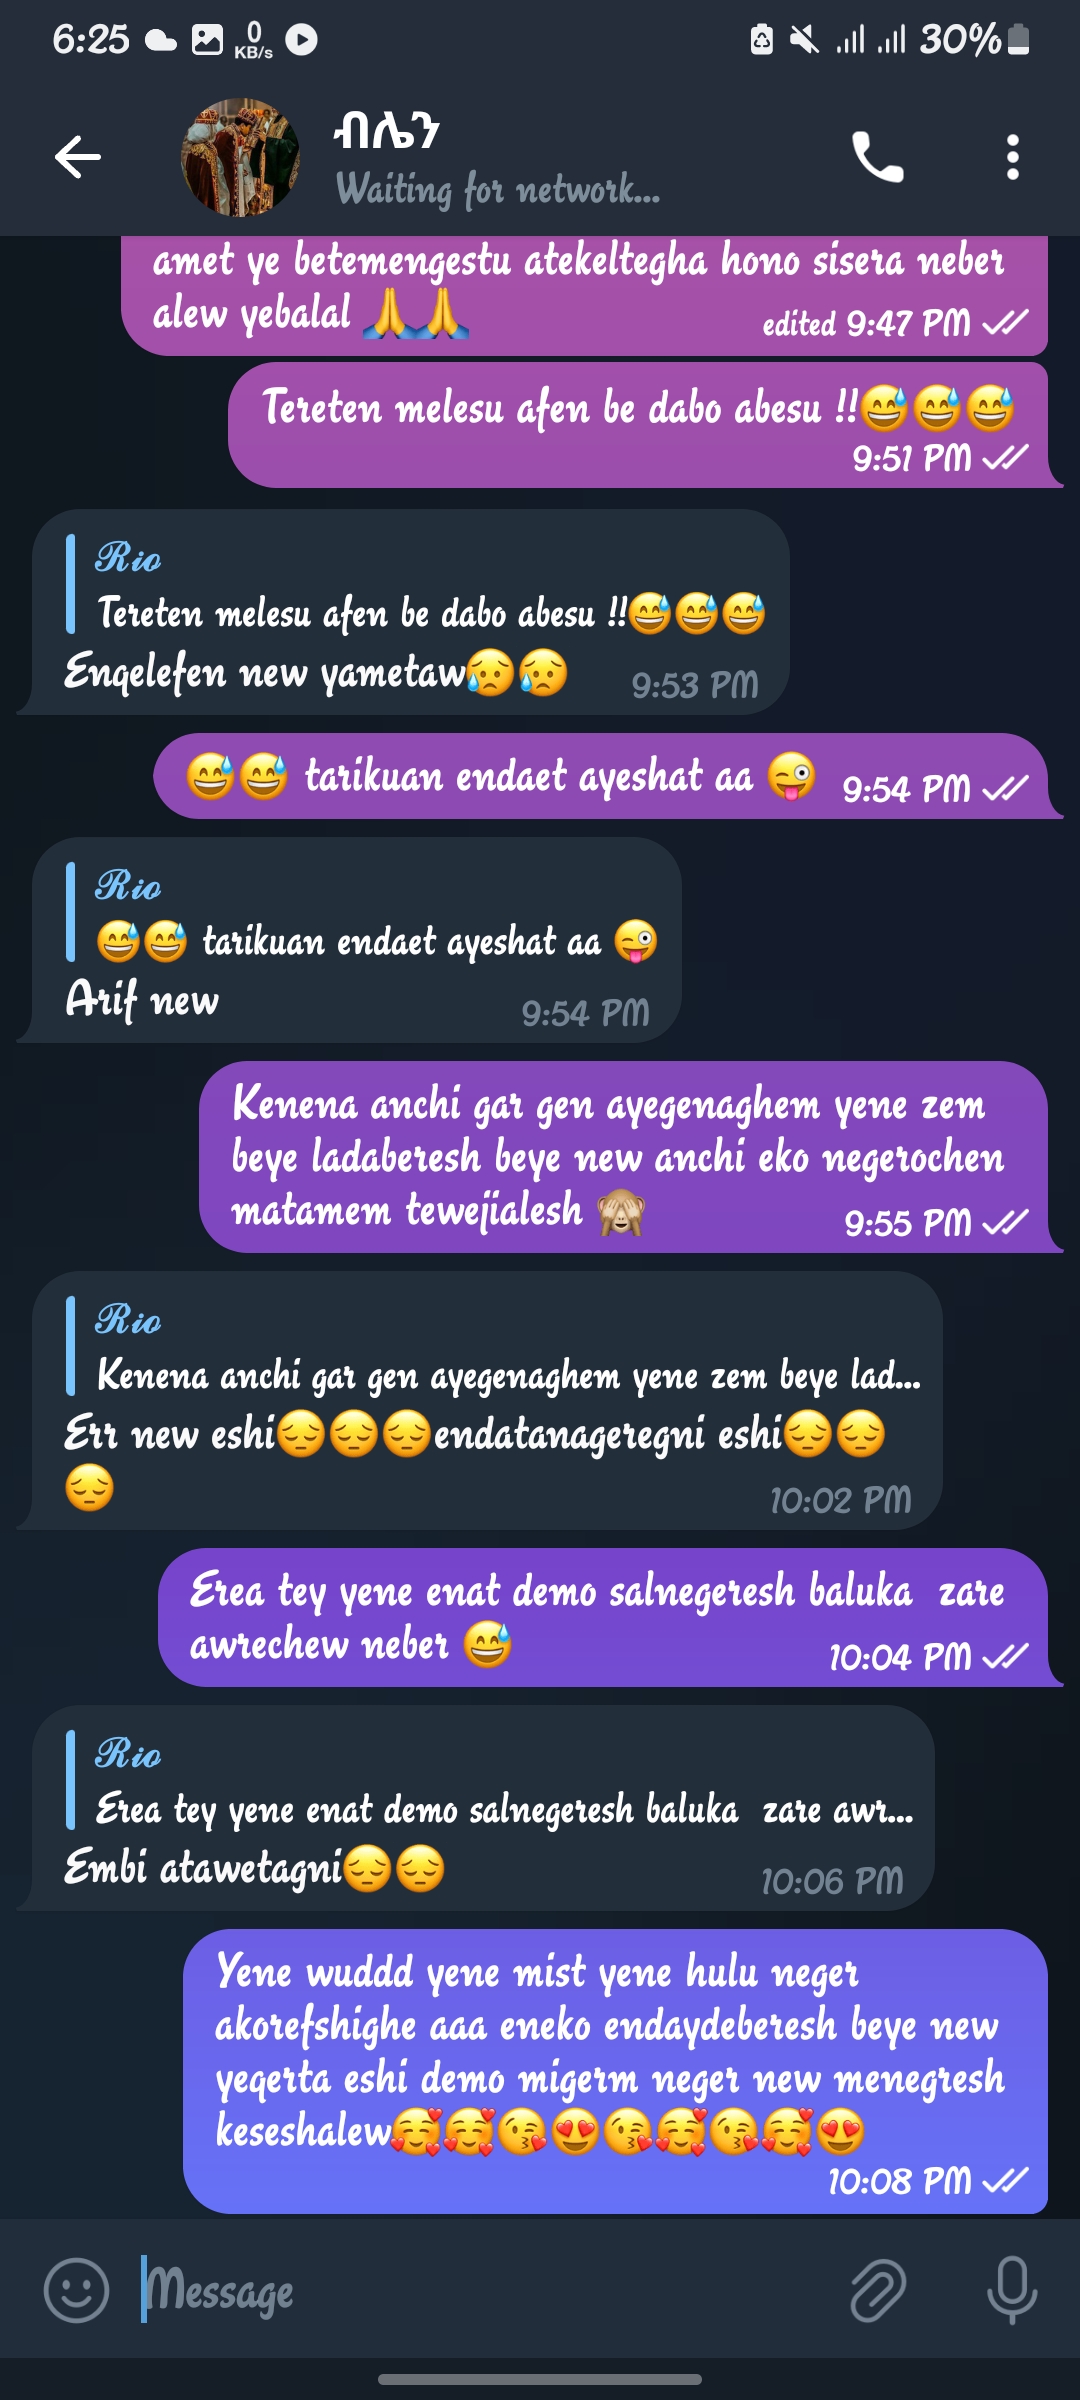 6:25
0
KB/s
30%
ብሌን
Waiting for network...
amet ye betemengestu atekeltegha hono sisera neber
alew yebalal 🙏🙏
edited 9:47 PM
Tereten melesu afen be dabo abesu !!😅😅😅
9:51 PM
Rio
Tereten melesu afen be dabo abesu !!😅😅😅
Enqelefen new yametaw😥😥
9:53 PM
😅😅 tarikuan endaet ayeshat aa 😜 9:54 PM
Rio
😅😅 tarikuan endaet ayeshat aa 😜
Arif new
9:54 PM
Kenena anchi gar gen ayegenaghem yene zem
beye ladaberesh beye new anchi eko negerochen
matamem tewejialesh 🙈
9:55 PM
Rio
Kenena anchi gar gen ayegenaghem yene zem beye lad...
Err new eshi😔😔😔endatanageregni eshi😔😔
😔
10:02 PM
Erea tey yene enat demo salnegeresh baluka  zare
awrechew neber 😅
10:04 PM
Rio
Erea tey yene enat demo salnegeresh baluka  zare awr...
Embi atawetagni😔😔
10:06 PM
Yene wuddd yene mist yene hulu neger
akorefshighe aaa eneko endaydeberesh beye new
yeqerta eshi demo migerm neger new menegresh
keseshalew🥰🥰😘😍😘🥰😘🥰😍
10:08 PM
Message